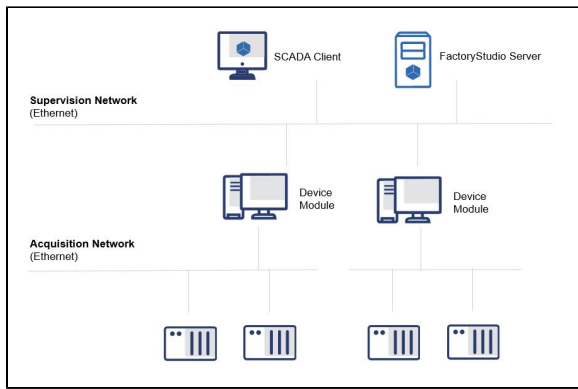 SCADA Client
FactoryStudio Server
Supervision Network
(Ethernet)
Device
Module
Device
Module
Acquisition Network
(Ethernet)